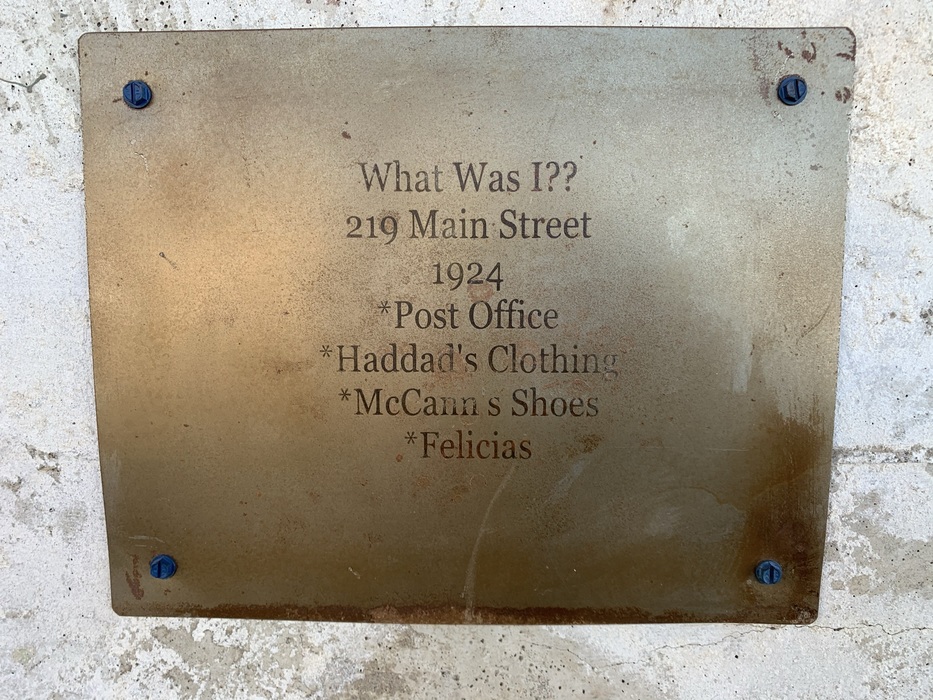 What Was I??
219 Main Street
1924
*Post Office
*Haddad's Clothing
*McCann s Shoes
*Felicias